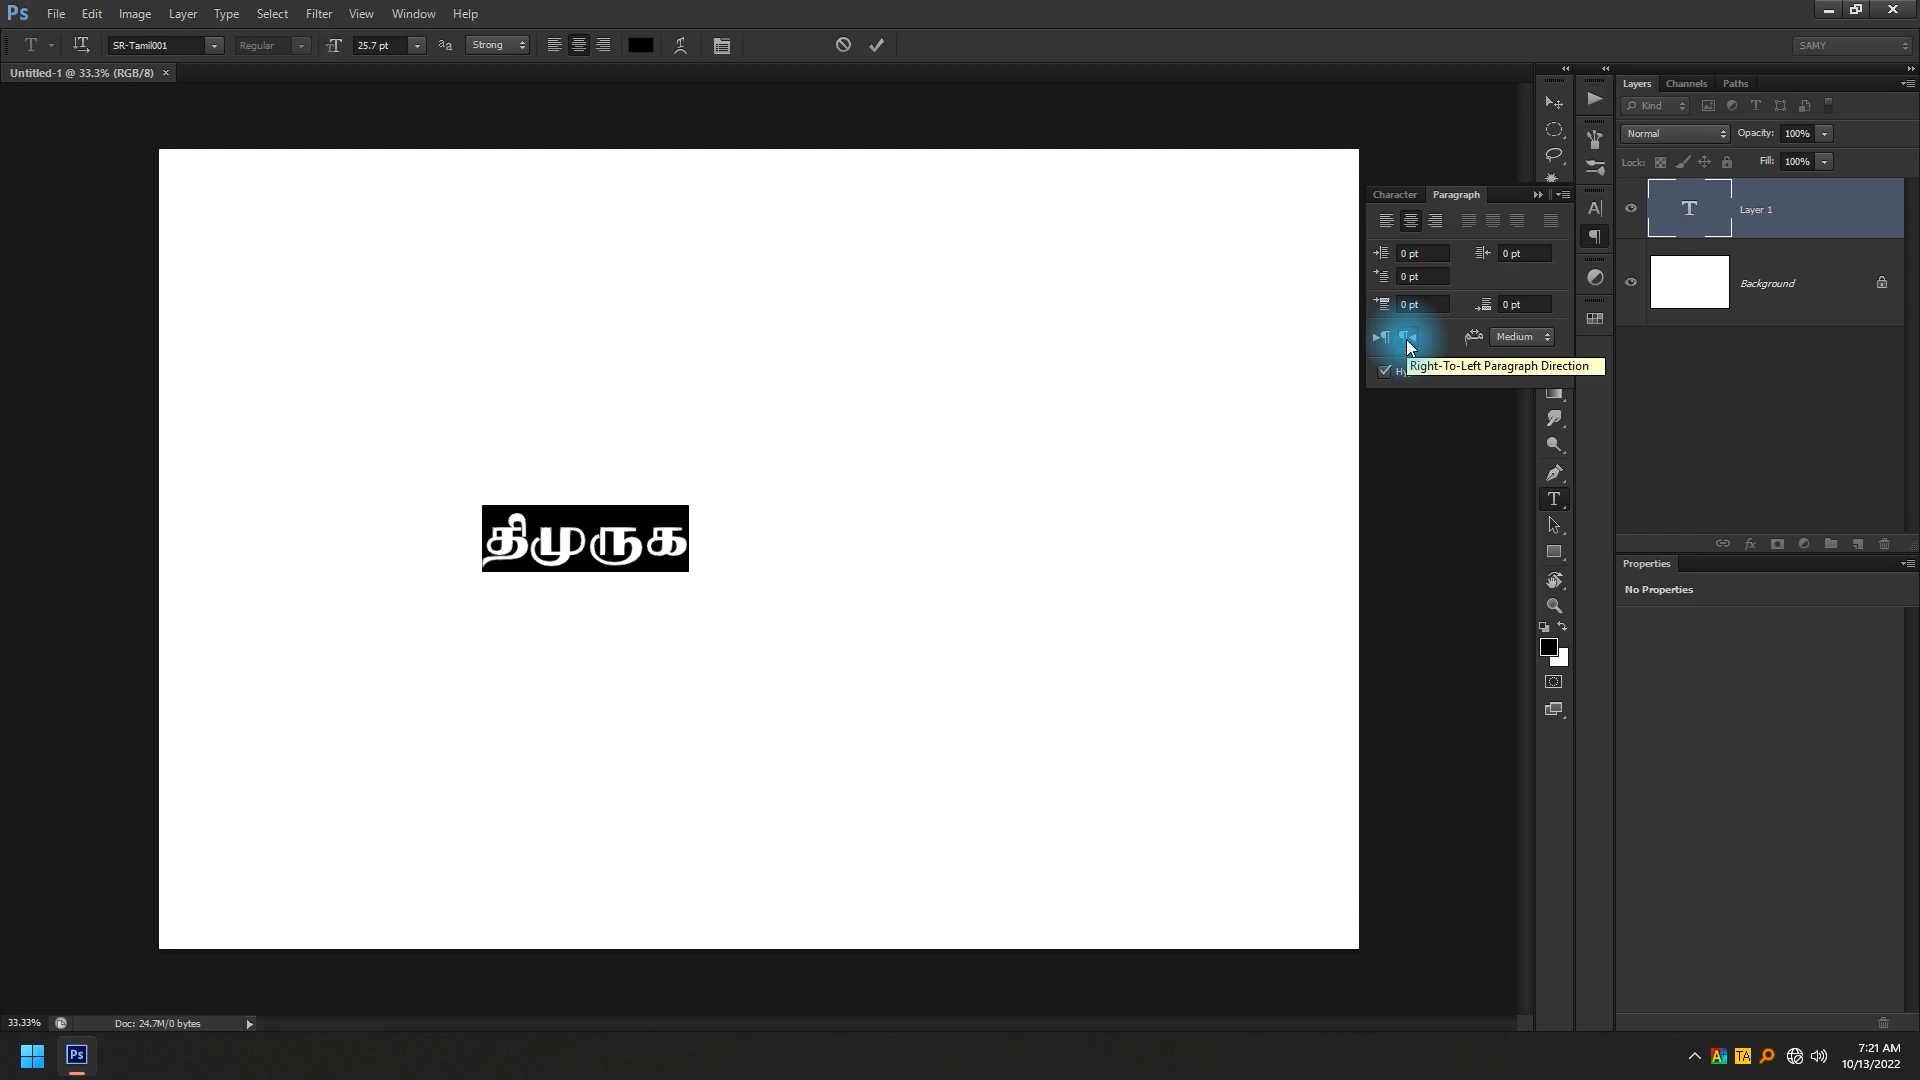 Ps File Edit Image Layer Type Select Filter View Window Help
T SR-Tamil001 Regular 25.7 pt aa Strong SAMY
Untitled-1 @ 33.3% (RGB/8) ×
Layers Channels Paths
Kind
Normal Opacity: 100%
Lock: Fill: 100%
Layer 1
Background
Character Paragraph
0 pt 0 pt
0 pt
0 pt 0 pt
Medium
Right-To-Left Paragraph Direction
திமுருக
Properties
No Properties
33.33% Doc: 24.7M/0 bytes
Ps
TA
7:21 AM
10/13/2022